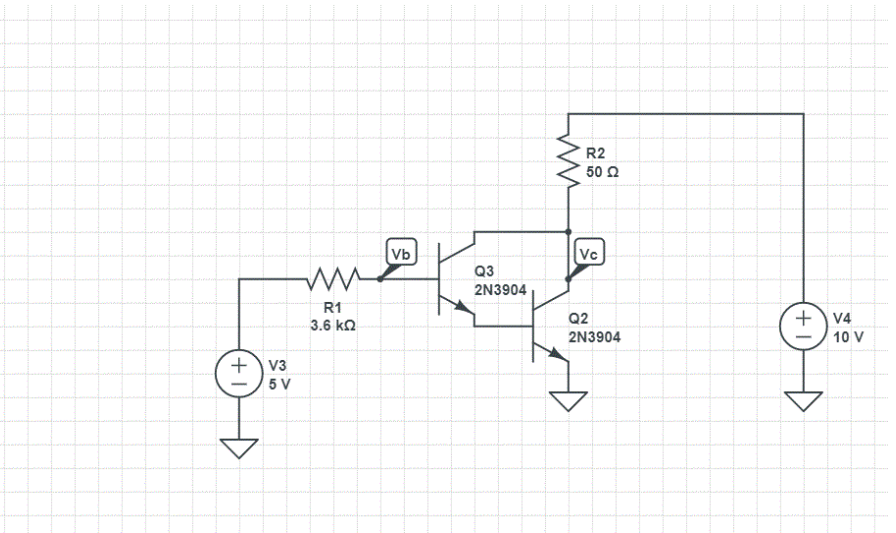 R2
50 Ω
Vb
Vc
Q3
2N3904
R1
3.6 kΩ
Q2
2N3904
V4
10 V
V3
5 V